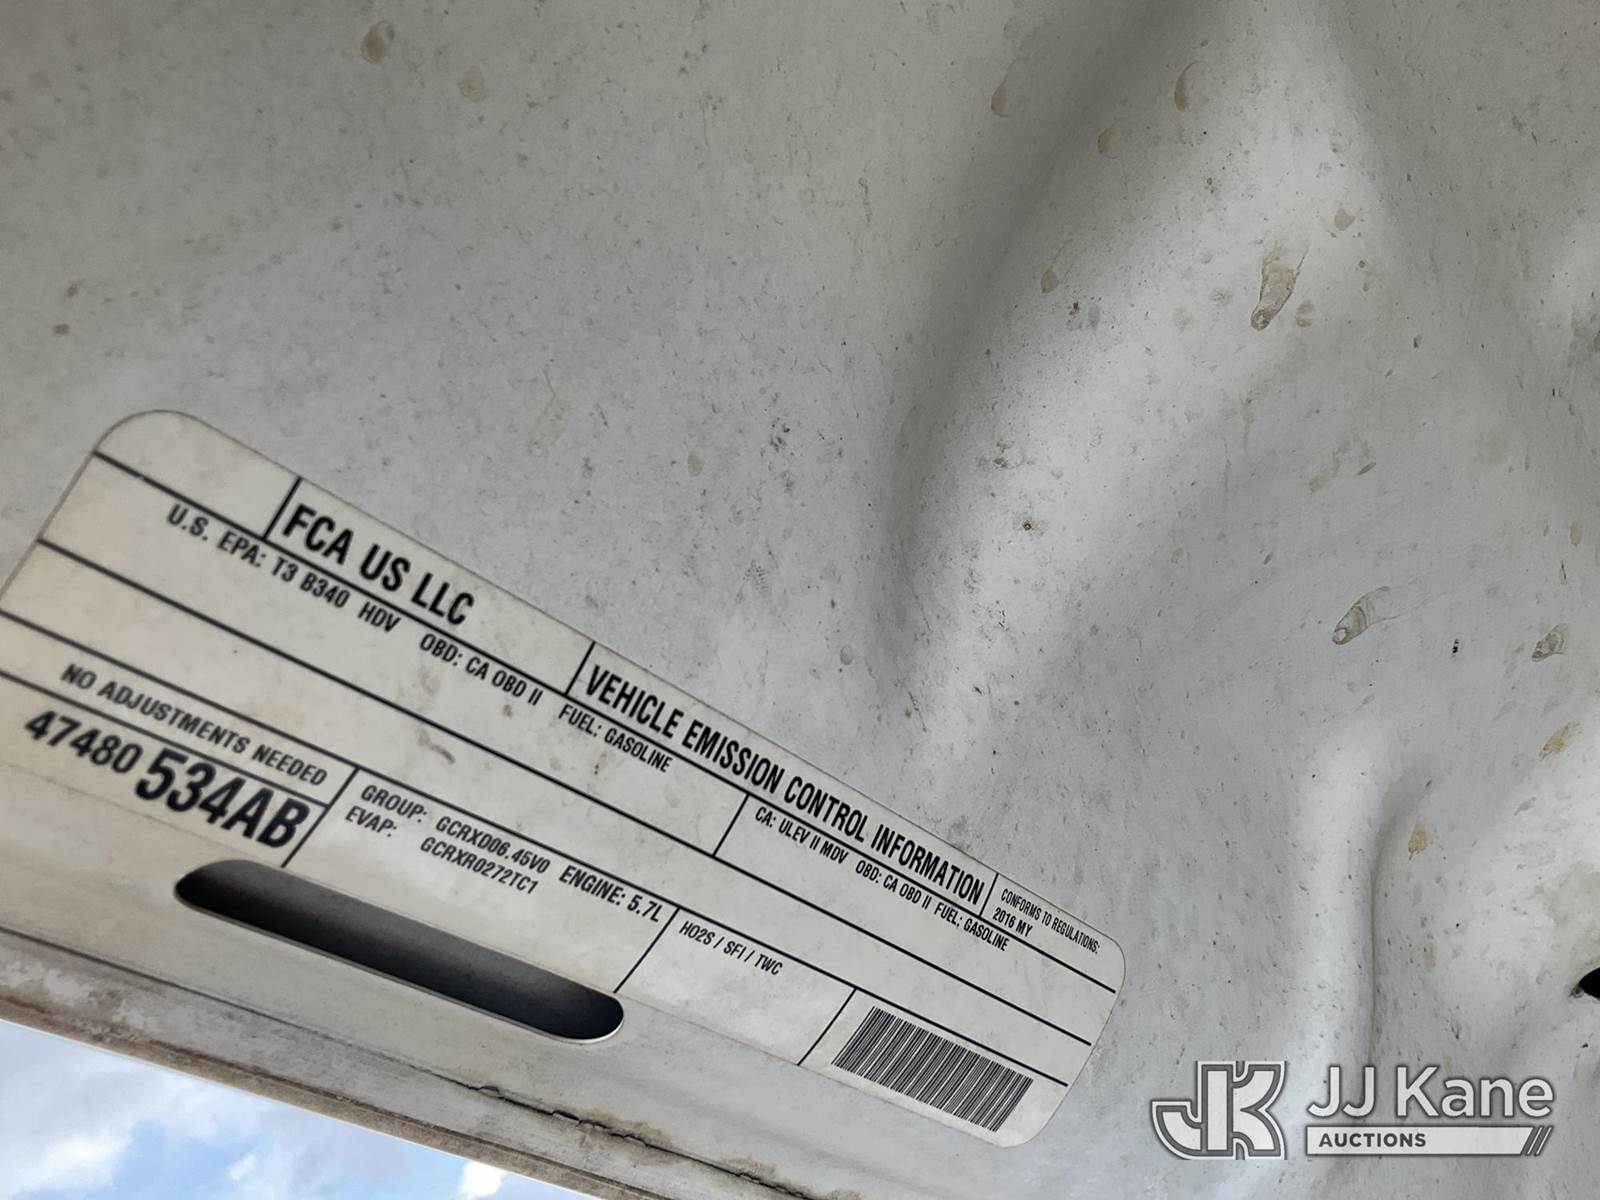 FCA US LLC
VEHICLE EMISSION CONTROL INFORMATION
CONFORMS TO REGULATIONS:
2016 MY
U.S. EPA: T3 B340 HDV OBD: CA OBD II FUEL: GASOLINE
CA: ULEV II MDV OBD: CA OBD II FUEL: GASOLINE
NO ADJUSTMENTS NEEDED
47480 534AB
GROUP: GCRXD06.45V0 ENGINE: 5.7L
EVAP: GCRXR0272TC1
HO2S / SFI / TWC
JK JJ Kane
AUCTIONS